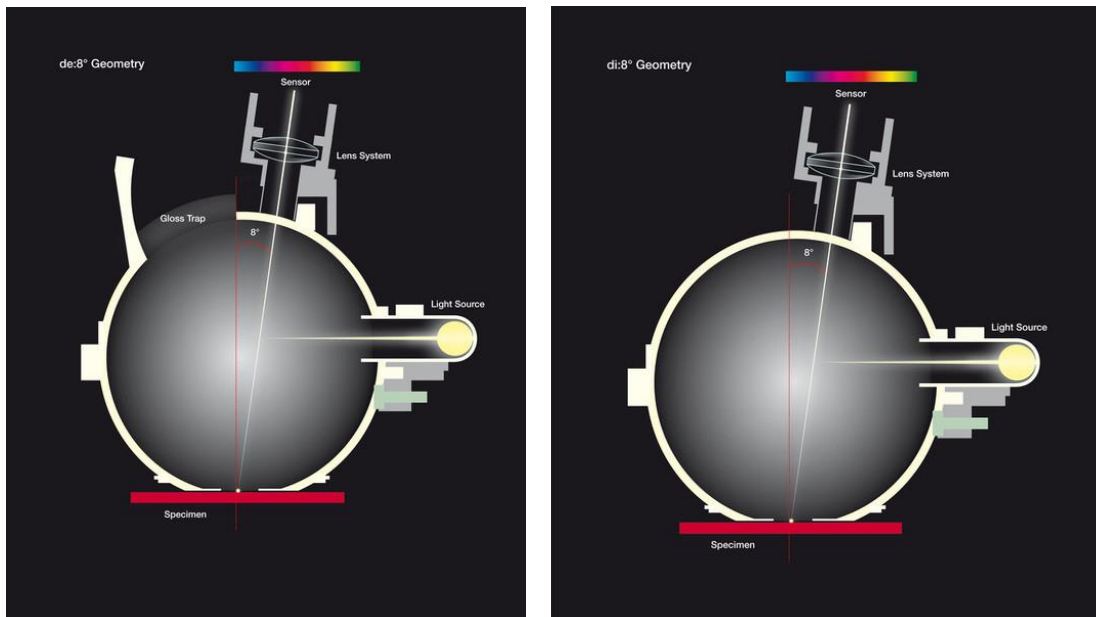 de:8° Geometry
Sensor
Lens System
Gloss Trap
8°
Light Source
Specimen
di:8° Geometry
Sensor
Lens System
8°
Light Source
Specimen